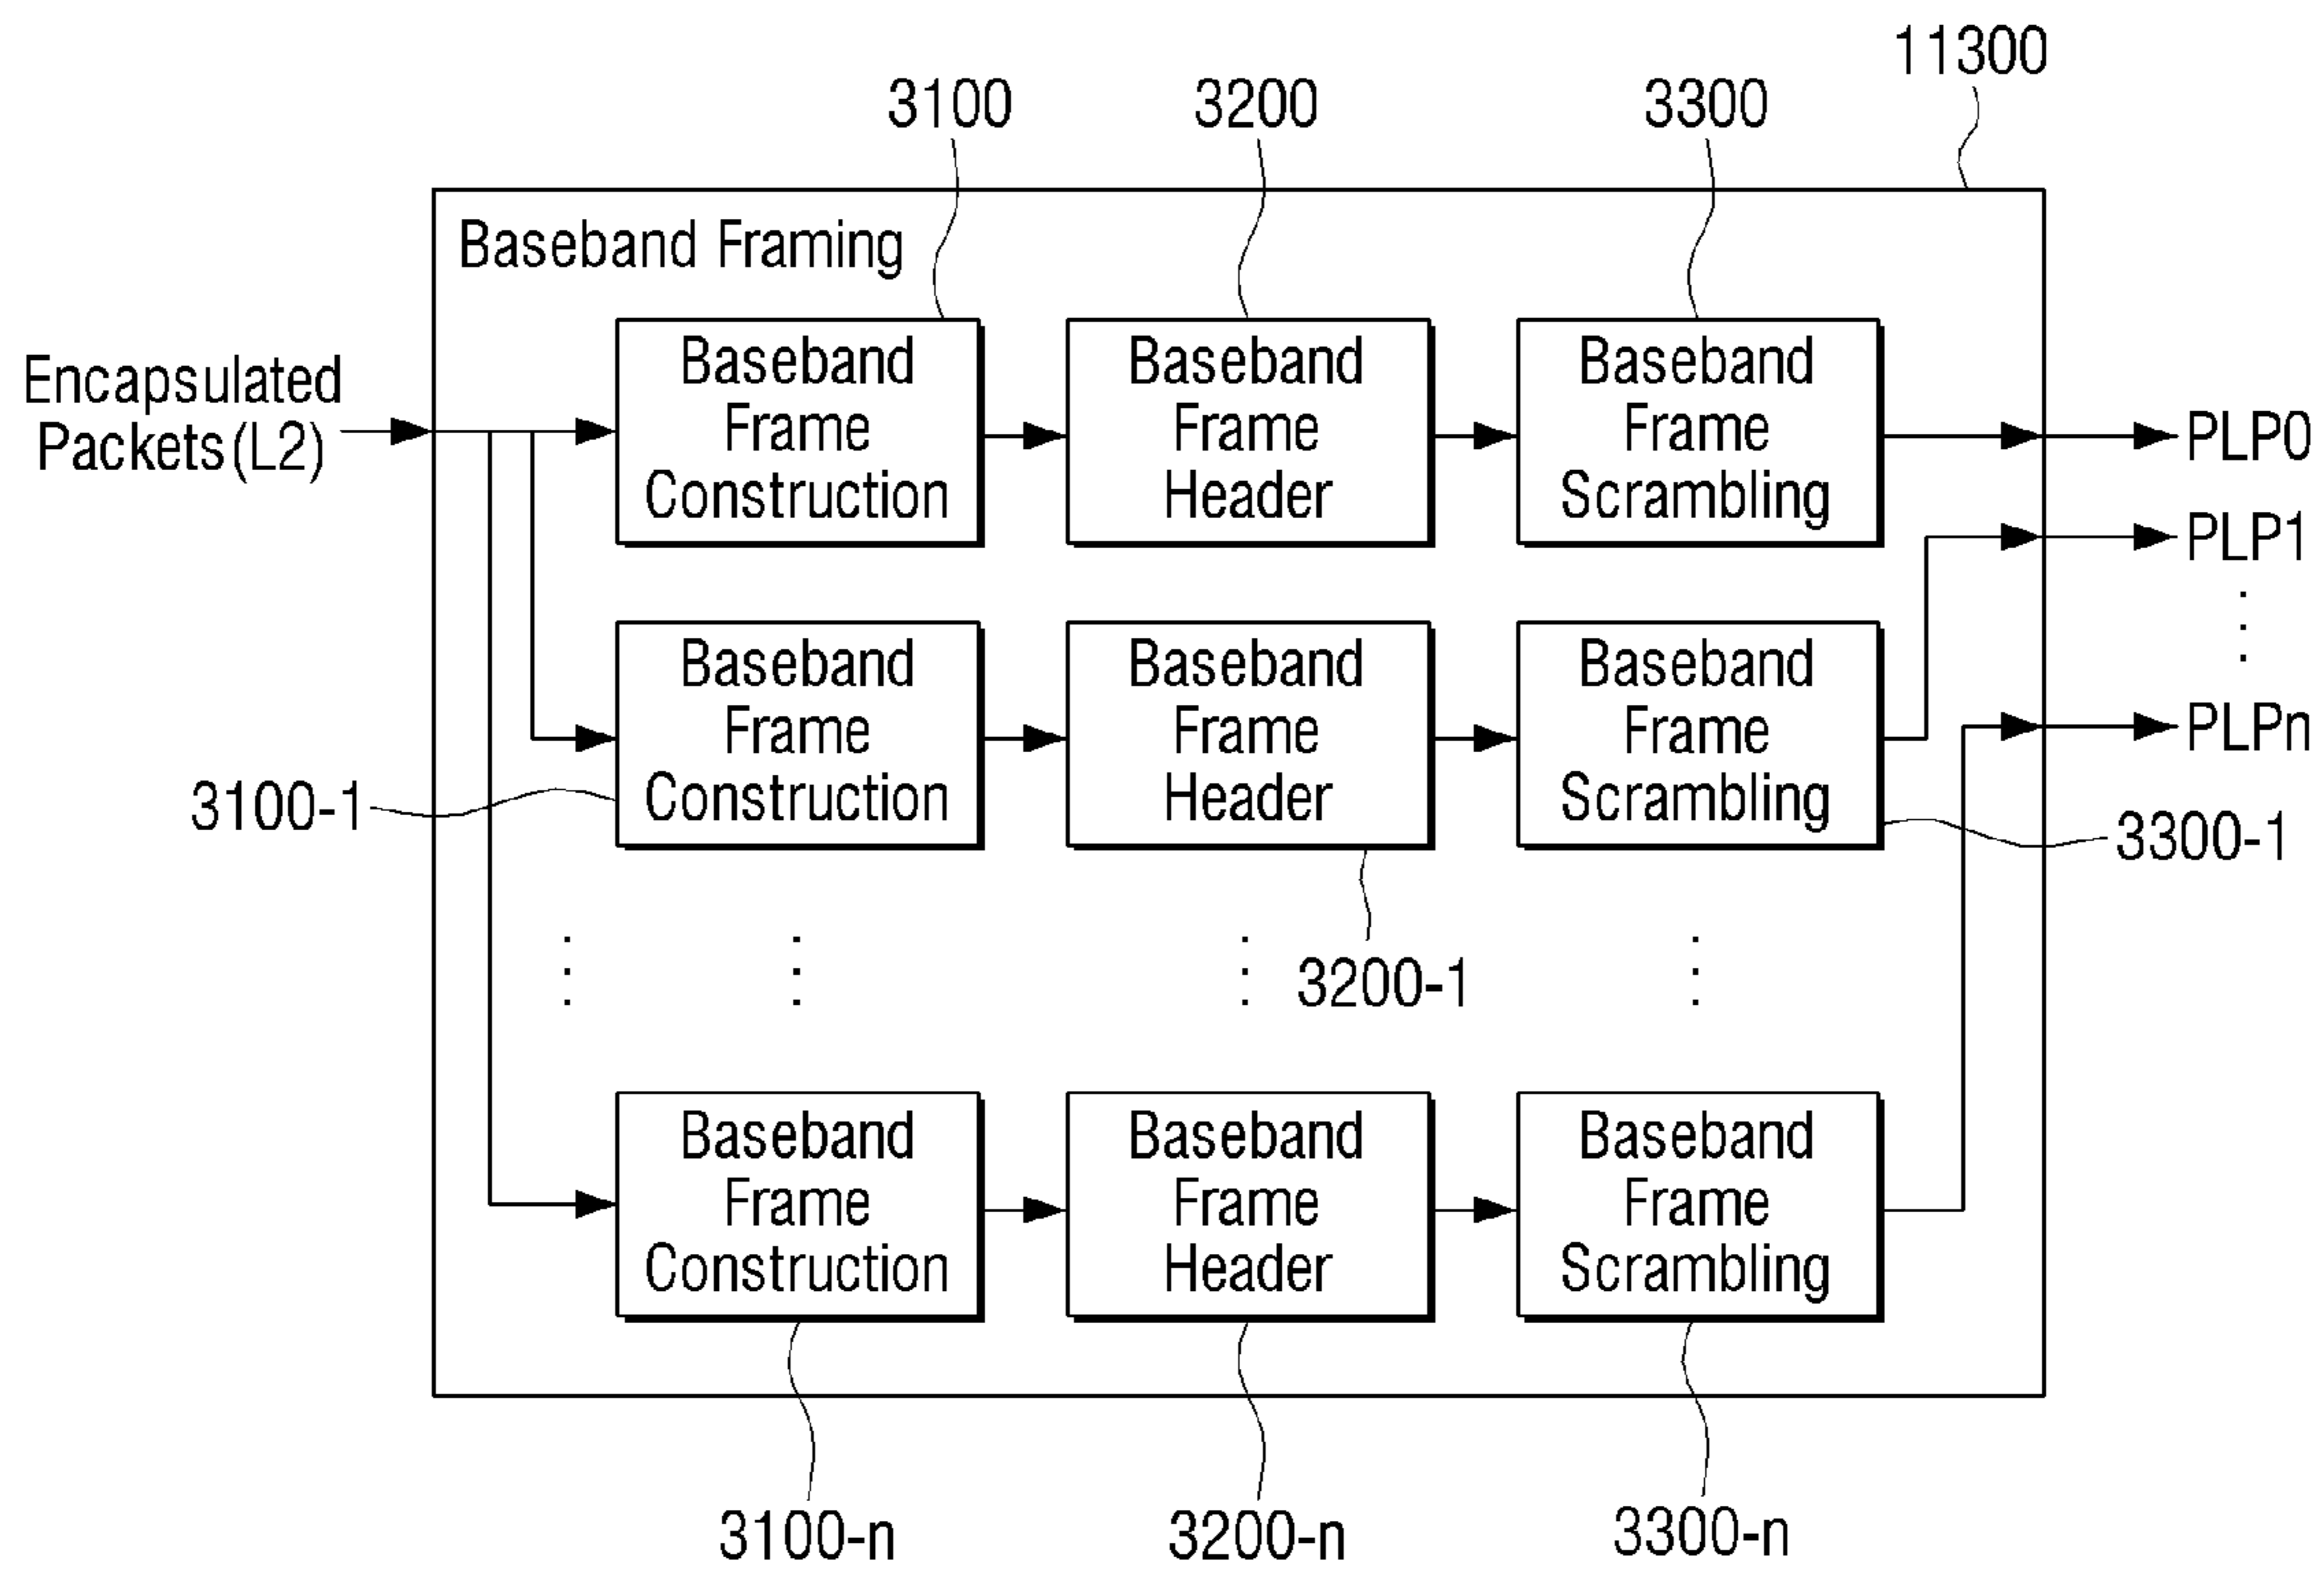 11300
3100
3200
3300
Baseband Framing
Encapsulated
Packets(L2)
Baseband
Frame
Construction
Baseband
Frame
Header
Baseband
Frame
Scrambling
PLP0
PLP1
PLPn
Baseband
Frame
Construction
Baseband
Frame
Header
Baseband
Frame
Scrambling
3100-1
3300-1
3200-1
Baseband
Frame
Construction
Baseband
Frame
Header
Baseband
Frame
Scrambling
3100-n
3200-n
3300-n